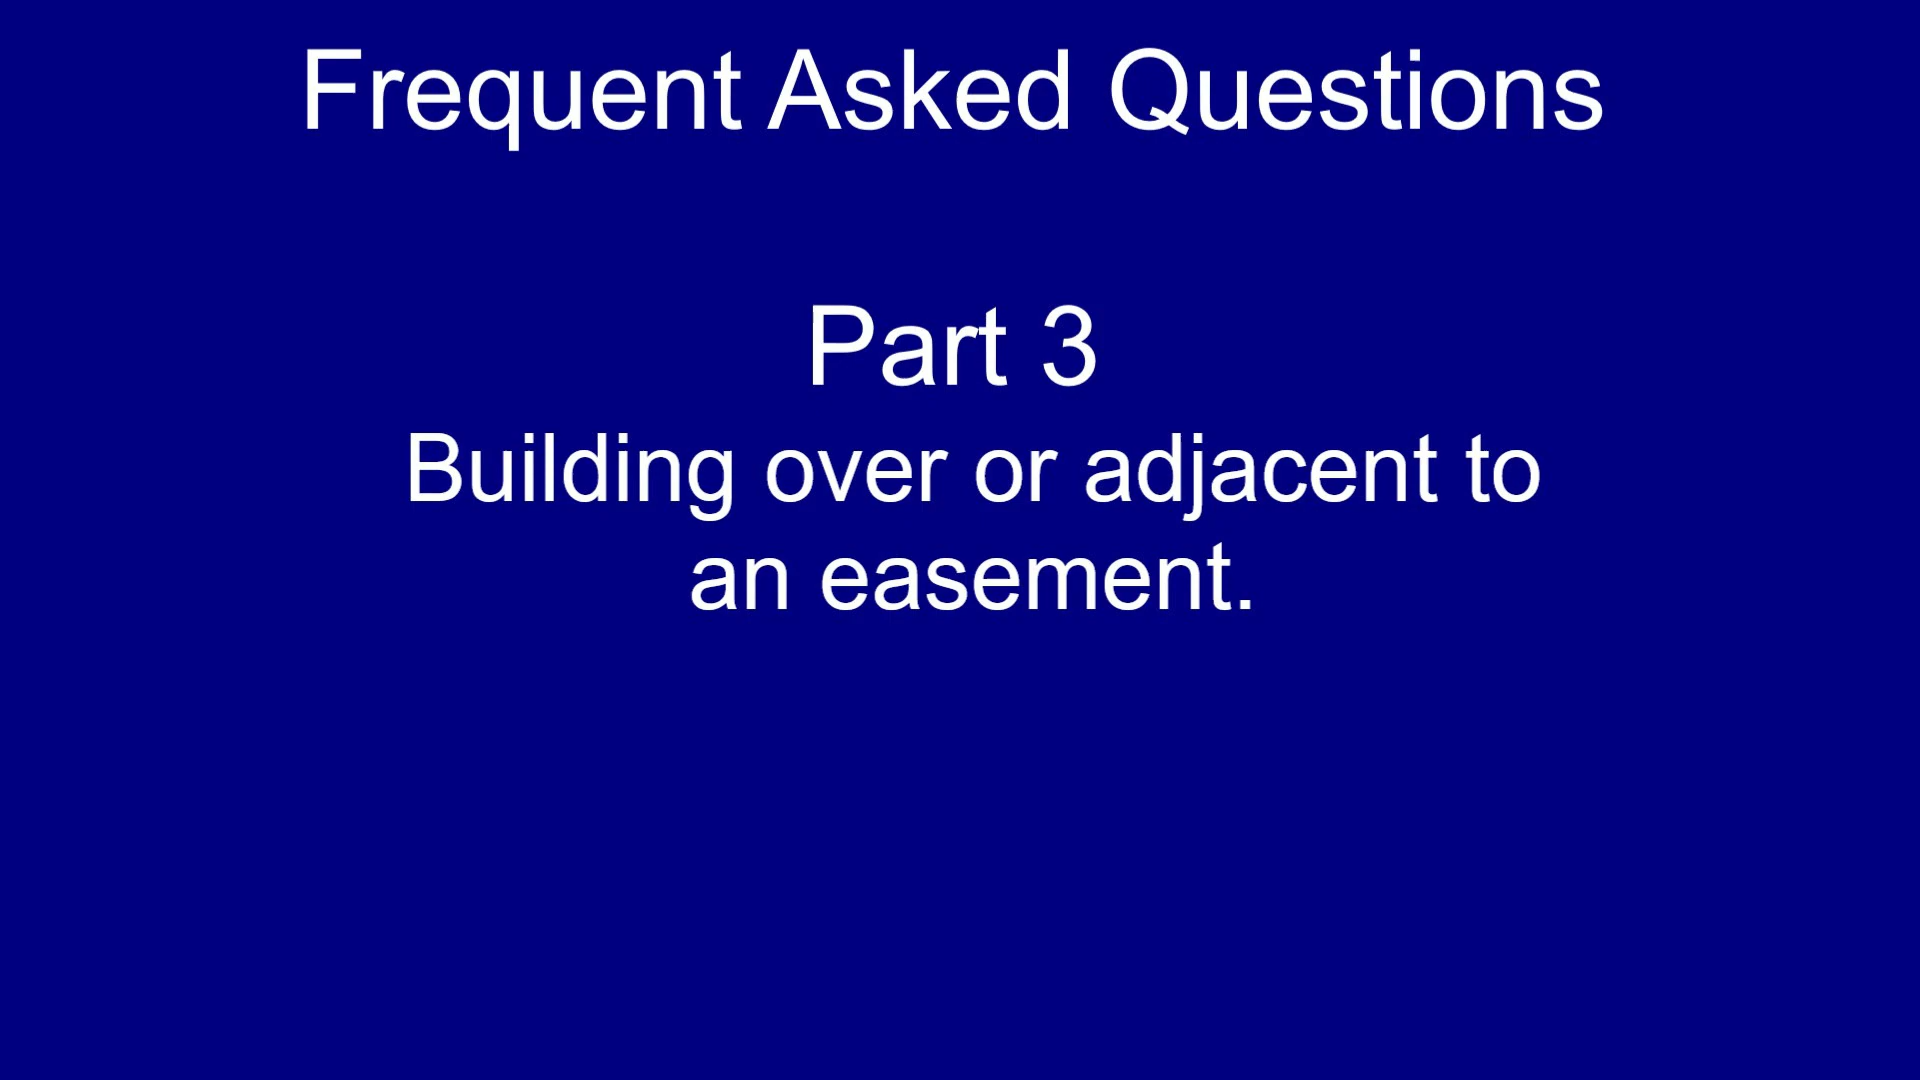 Frequent Asked Questions
Part 3
Building over or adjacent to
an easement.